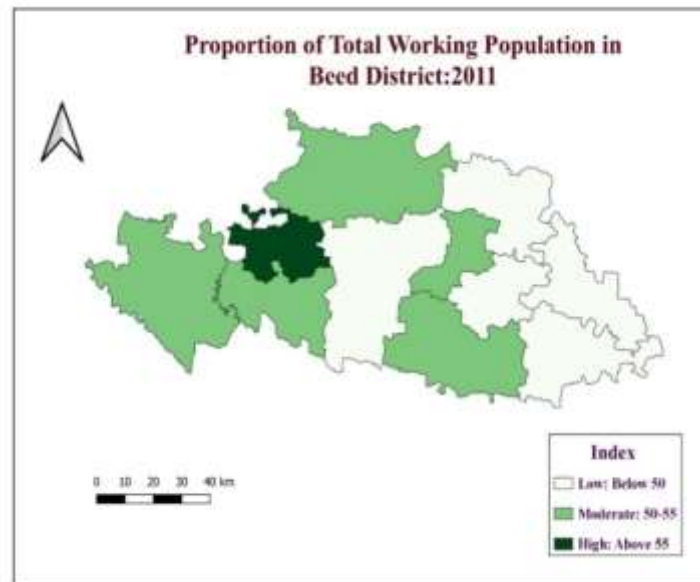 Proportion of Total Working Population in
Beed District:2011
0 10 20 30 40 km
Index
Low: Below 50
Moderate: 50-55
High: Above 55